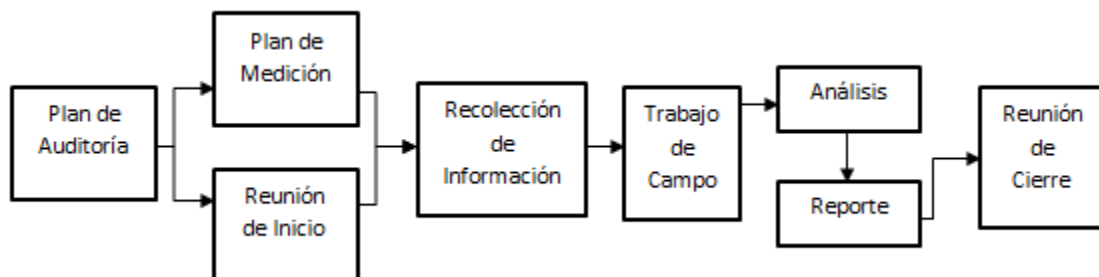 Plan de
Auditoría
Plan de
Medición
Reunión
de Inicio
Recolección
de
Información
Trabajo
de
Campo
Análisis
Reporte
Reunión
de
Cierre